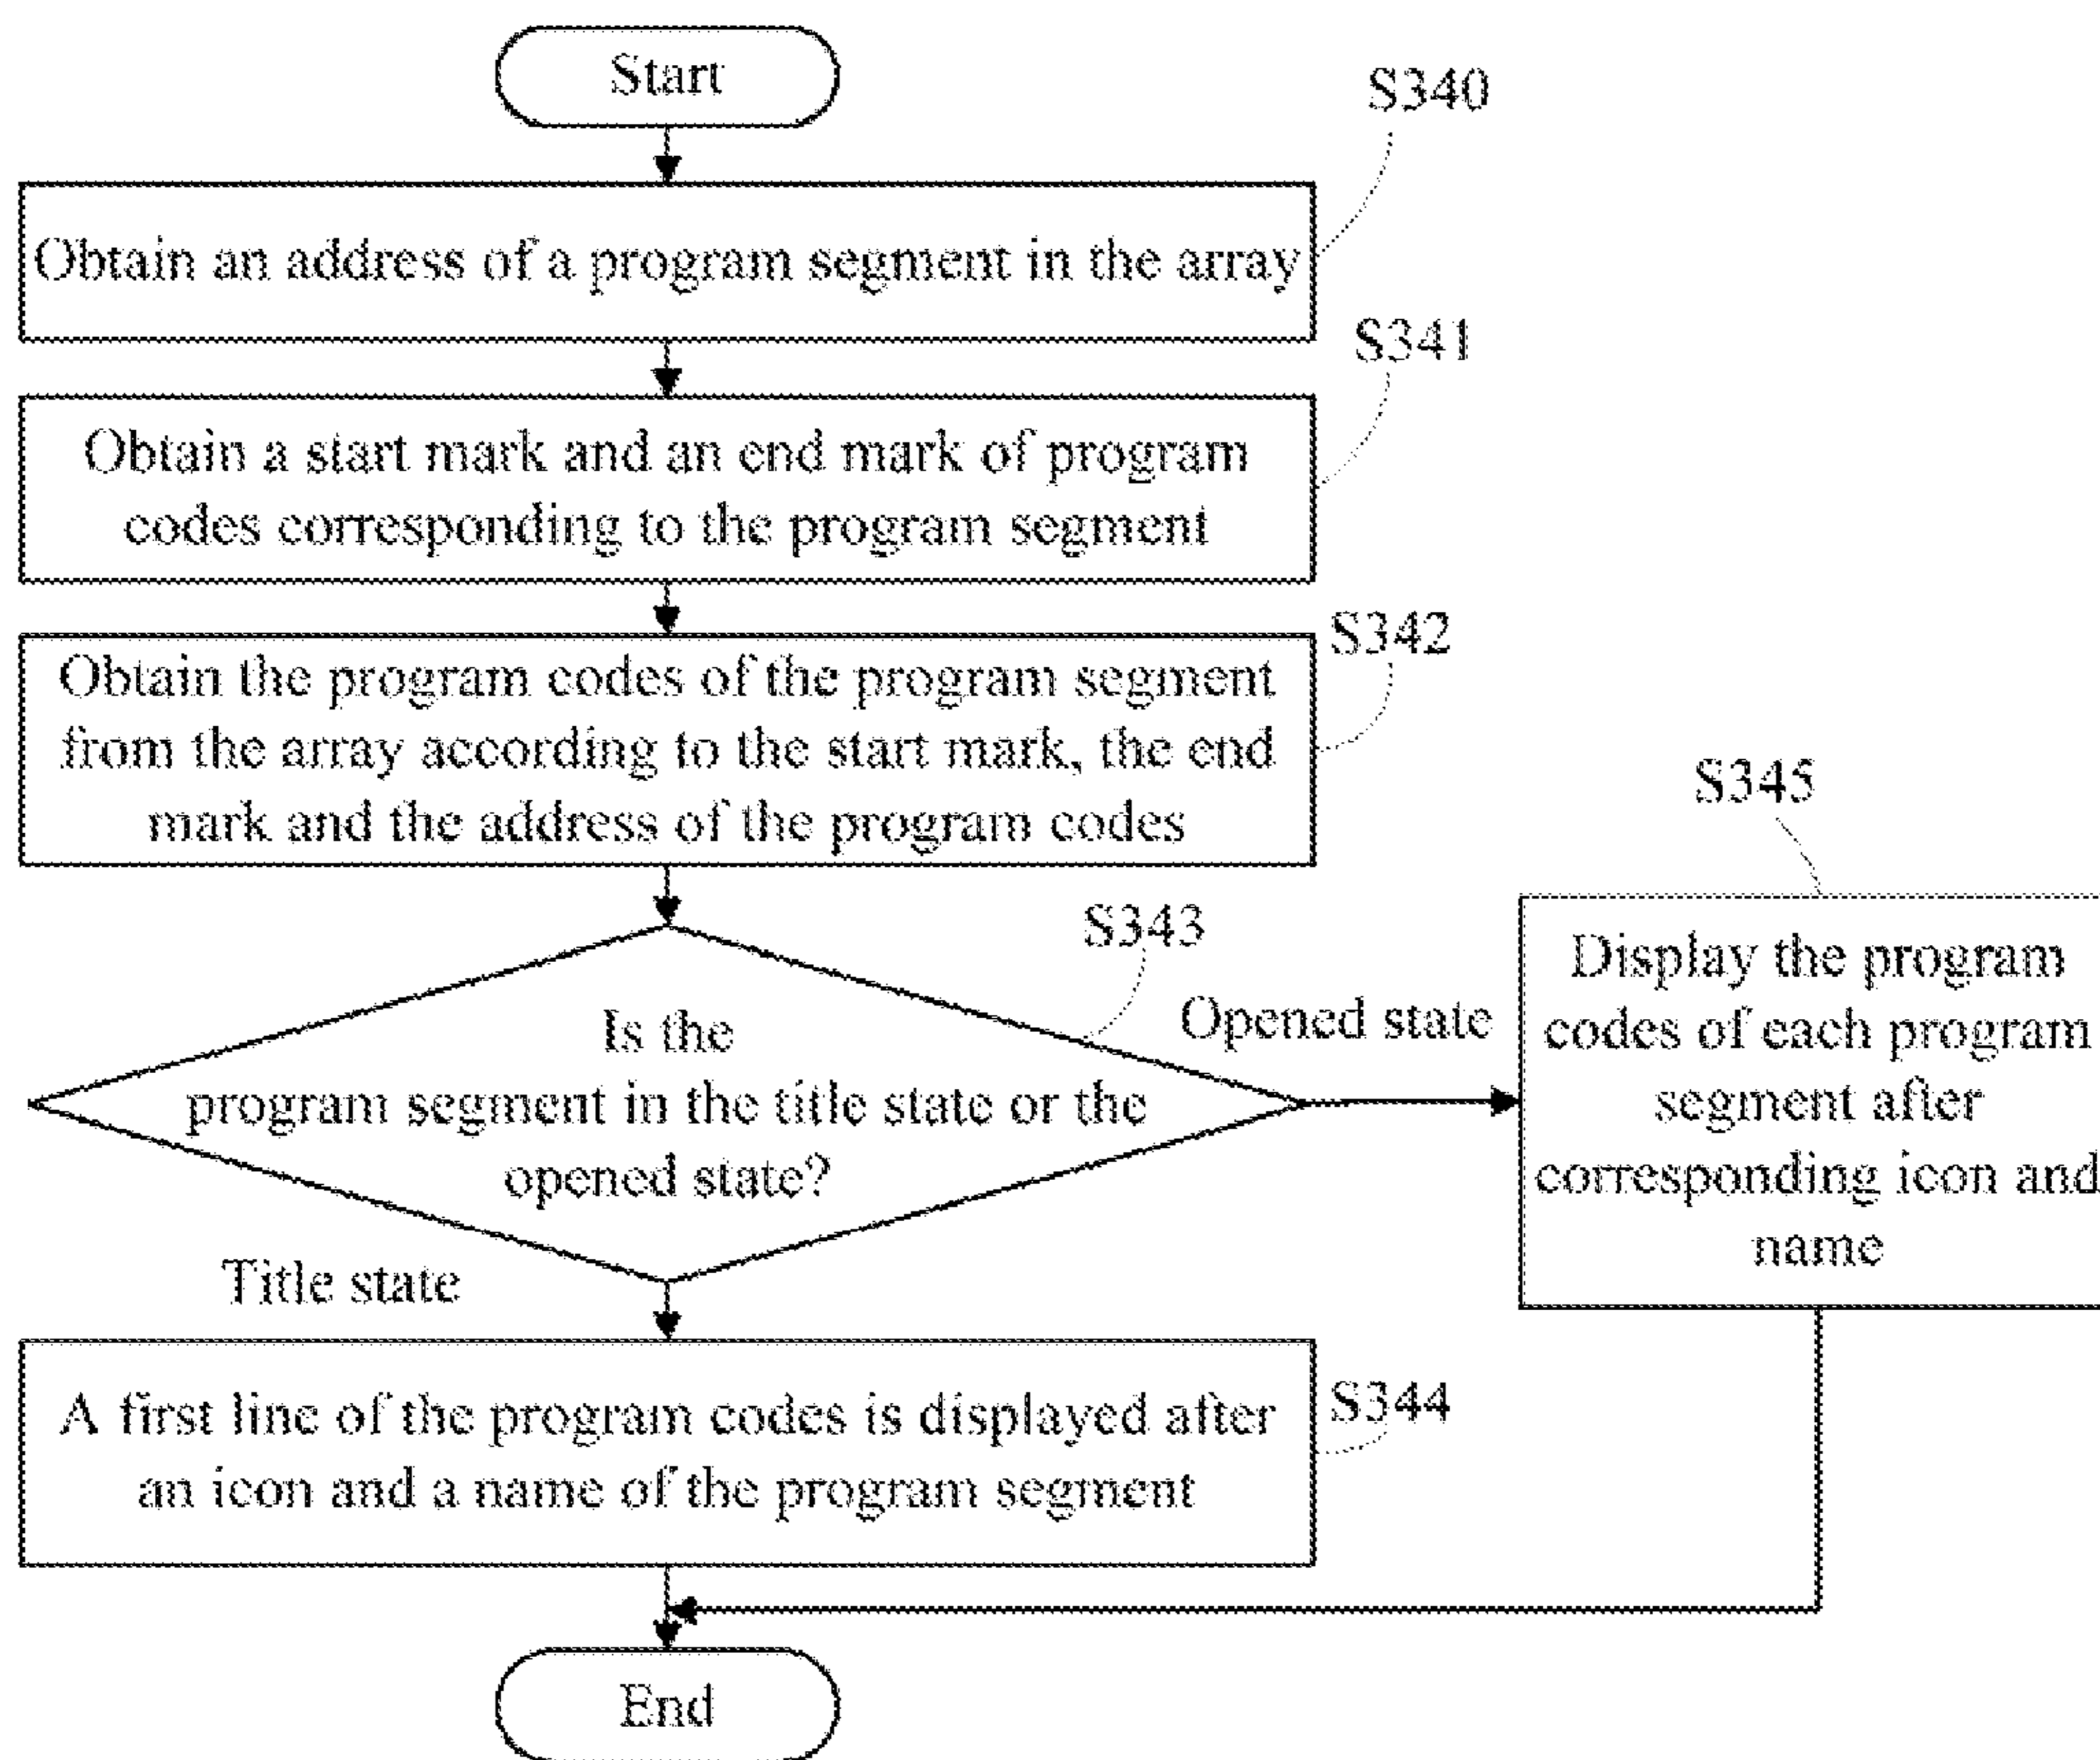 Start
S340
Obtain an address of a program segment in the array
S341
Obtain a start mark and an end mark of program
codes corresponding to the program segment
S342
Obtain the program codes of the program segment
from the array according to the start mark, the end
mark and the address of the program codes
S343
Is the
program segment in the title state or the
opened state?
Opened state
S345
Display the program
codes of each program
segment after
corresponding icon and
name
Title state
S344
A first line of the program codes is displayed after
an icon and a name of the program segment
End